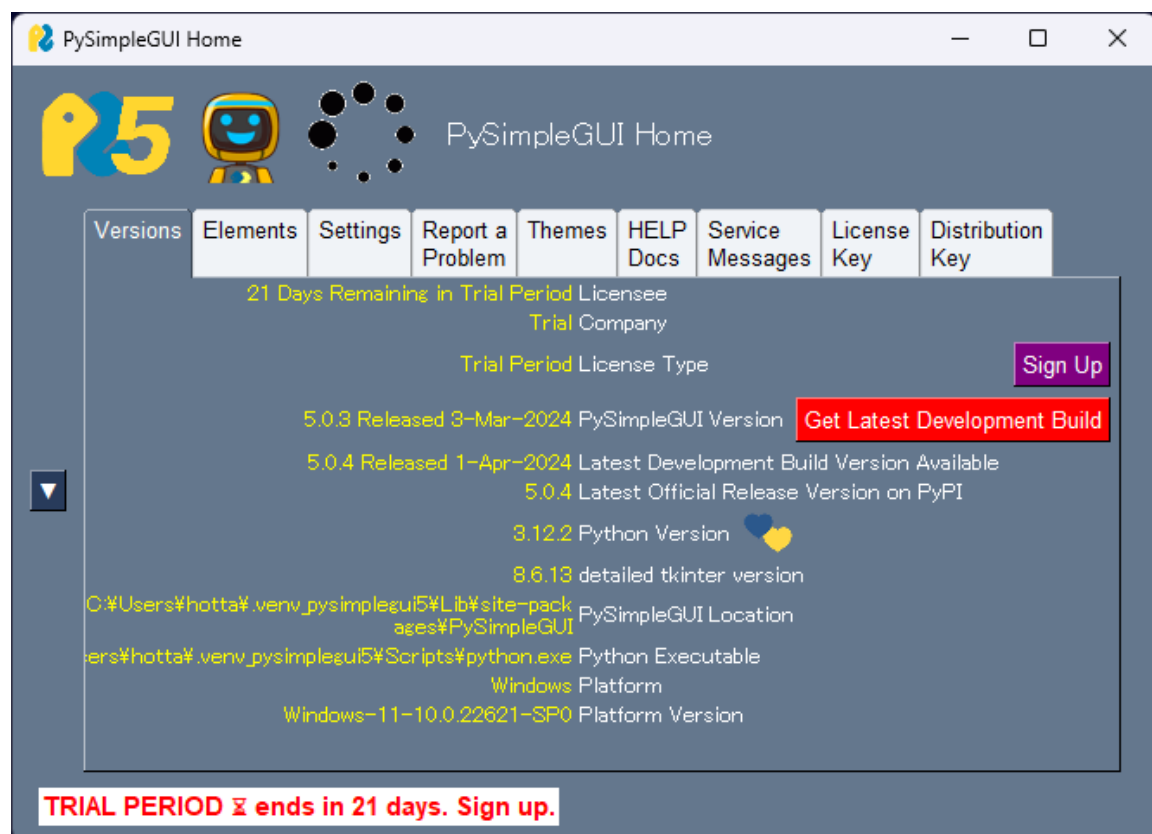 PySimpleGUI Home
PySimpleGUI Home
Versions Elements Settings Report a Problem Themes HELP Docs Service Messages License Key Distribution Key
21 Days Remaining in Trial Period Licensee
Trial Company
Trial Period License Type Sign Up
5.0.3 Released 3-Mar-2024 PySimpleGUI Version Get Latest Development Build
5.0.4 Released 1-Apr-2024 Latest Development Build Version Available
5.0.4 Latest Official Release Version on PyPI
3.12.2 Python Version
8.6.13 detailed tkinter version
C:¥Users¥hotta¥.venv_pysimplegui5¥Lib¥site-pack
ages¥PySimpleGUI PySimpleGUI Location
ers¥hotta¥.venv_pysimplegui5¥Scripts¥python.exe Python Executable
Windows Platform
Windows-11-10.0.22621-SP0 Platform Version
TRIAL PERIOD ⏳ ends in 21 days. Sign up.